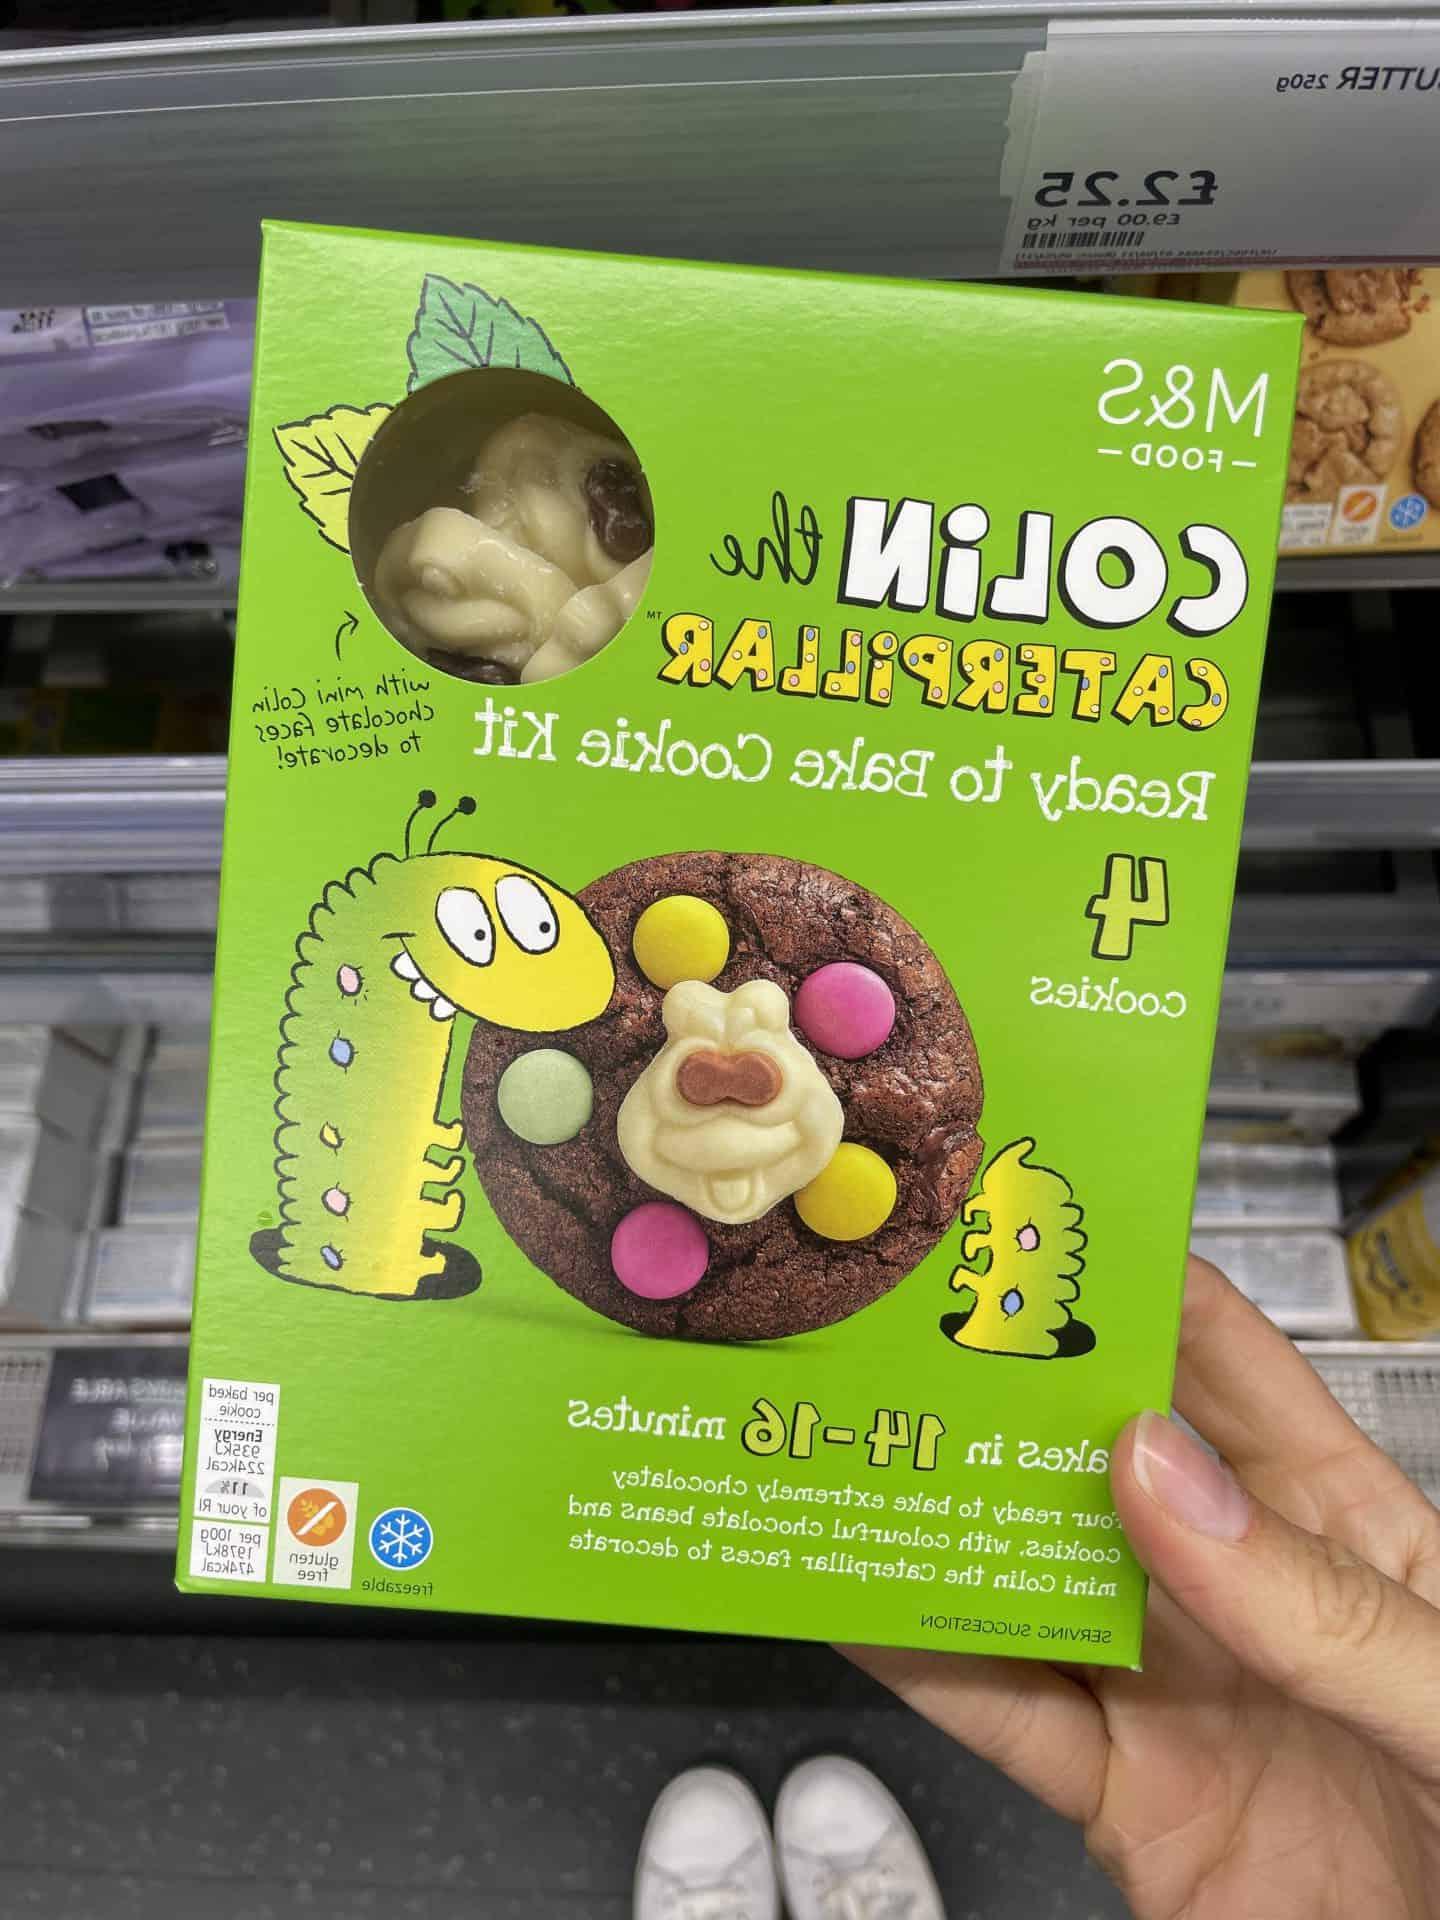 BUTTER 250g
£2.25
£9.00 per kg
M&S
— FOOD —
COLiN the
CATERPiLLAR™
Ready to Bake Cookie Kit
with mini Colin
chocolate faces
to decorate!
4
cookies
akes in 14-16 minutes
Four ready to bake extremely chocolatey
cookies, with colourful chocolate beans and
mini Colin the Caterpillar faces to decorate
SERVING SUGGESTION
freezable
gluten
free
per baked
cookie
Energy
935kJ
224kcal
11%
of your RI
per 100g
1978kJ
474kcal